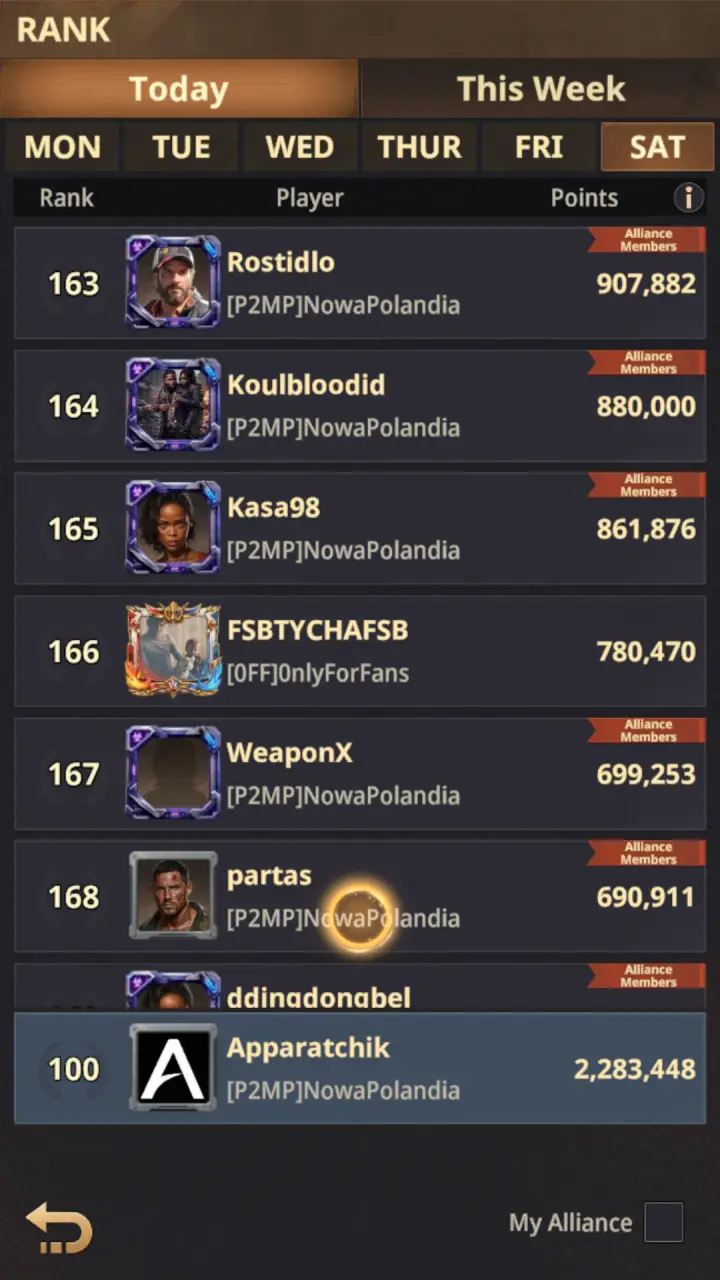 RANK
Today
This Week
MON TUE WED THUR FRI SAT
Rank Player Points i
Alliance Members
163 Rostidlo 907,882
[P2MP]NowaPolandia
Alliance Members
164 Koulbloodid 880,000
[P2MP]NowaPolandia
Alliance Members
165 Kasa98 861,876
[P2MP]NowaPolandia
166 FSBTYCHAFSB 780,470
[0FF]0nlyForFans
Alliance Members
167 WeaponX 699,253
[P2MP]NowaPolandia
Alliance Members
168 partas 690,911
[P2MP]NowaPolandia
Alliance Members
ddingdongbel
100 Apparatchik 2,283,448
[P2MP]NowaPolandia
My Alliance